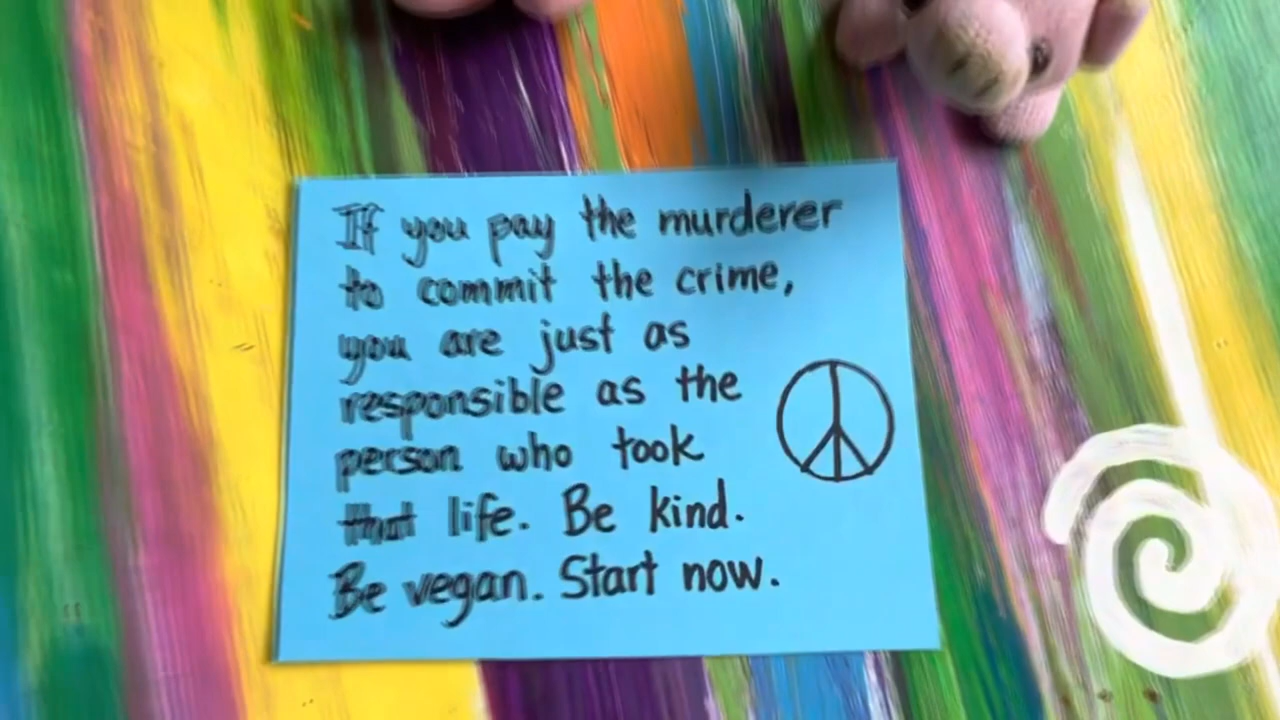 If you pay the murderer
to commit the crime,
you are just as
responsible as the
person who took
that life. Be kind.
Be vegan. Start now.